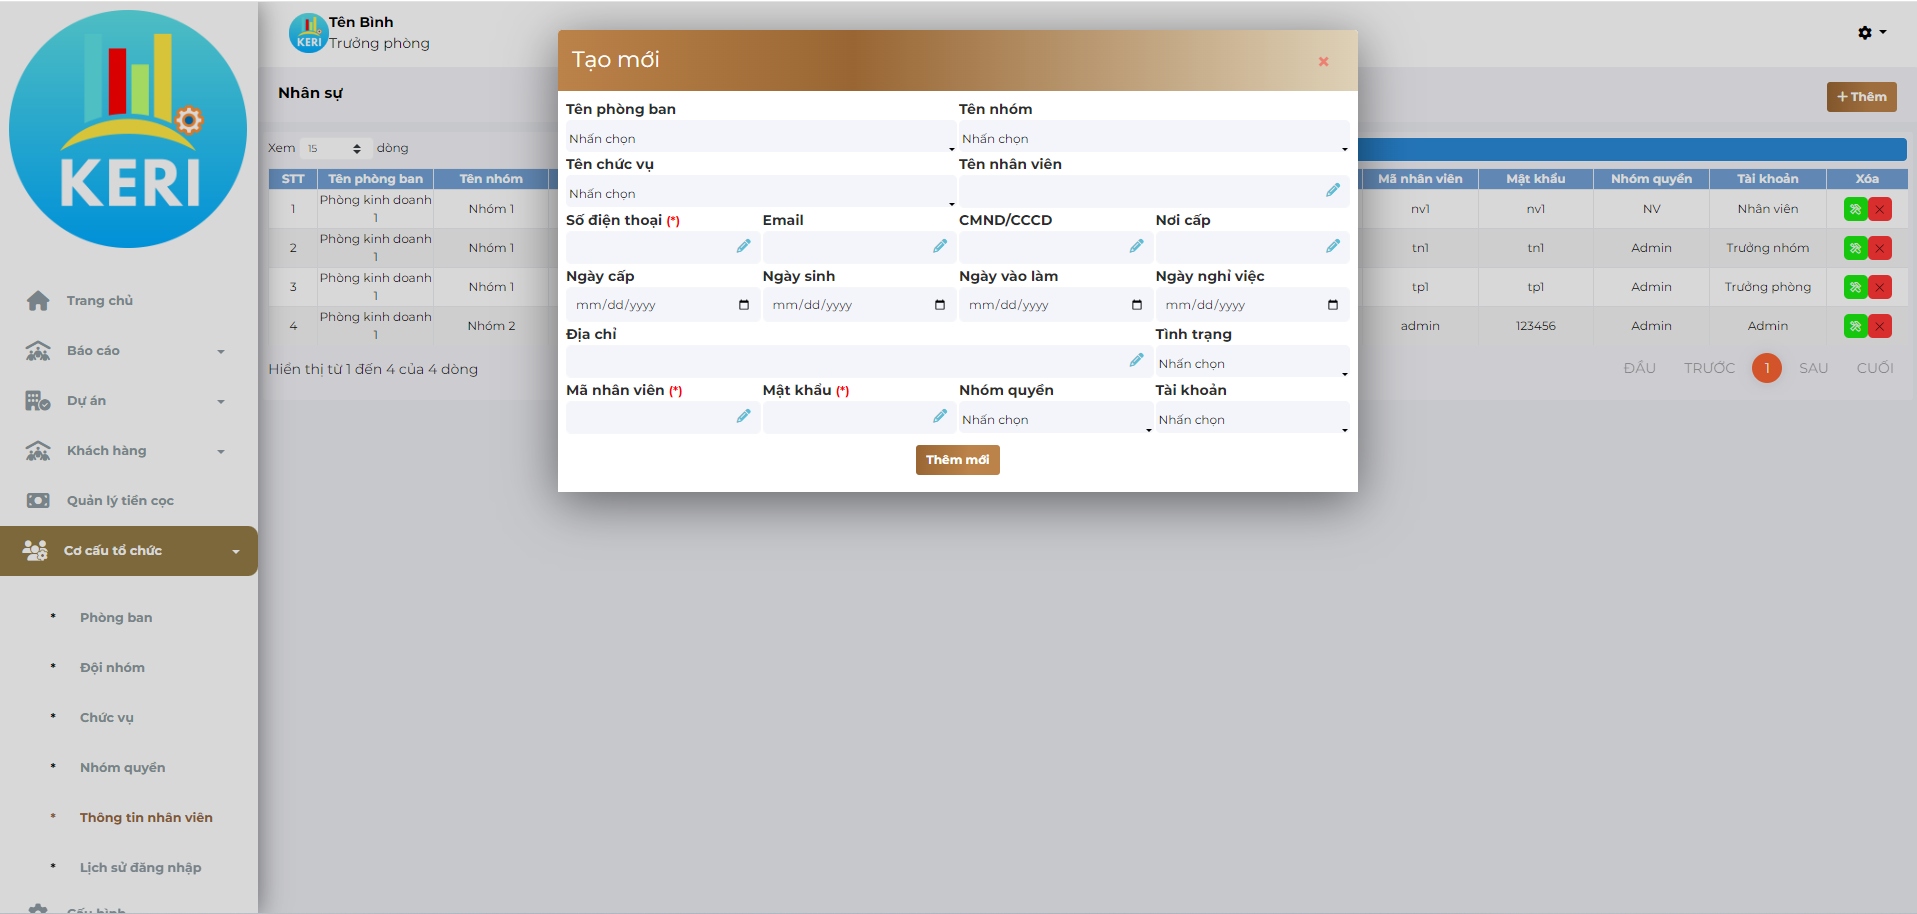 KERI
Trang chủ
Báo cáo
Dự án
Khách hàng
Quản lý tiền cọc
Cơ cấu tổ chức
* Phòng ban
* Đội nhóm
* Chức vụ
* Nhóm quyền
* Thông tin nhân viên
* Lịch sử đăng nhập
Cấu hình
KERI
Tên Bình
Trưởng phòng
Nhân sự
+ Thêm
Xem 15 dòng
STT Tên phòng ban Tên nhóm Mã nhân viên Mật khẩu Nhóm quyền Tài khoản Xóa
1 Phòng kinh doanh 1 Nhóm 1 nv1 nv1 NV Nhân viên
2 Phòng kinh doanh 1 Nhóm 1 tn1 tn1 Admin Trưởng nhóm
3 Phòng kinh doanh 1 Nhóm 1 tp1 tp1 Admin Trưởng phòng
4 Phòng kinh doanh 1 Nhóm 2 admin 123456 Admin Admin
Hiển thị từ 1 đến 4 của 4 dòng
ĐẦU TRƯỚC 1 SAU CUỐI
Tạo mới
×
Tên phòng ban Tên nhóm
Nhấn chọn Nhấn chọn
Tên chức vụ Tên nhân viên
Nhấn chọn
Số điện thoại (*) Email CMND/CCCD Nơi cấp
Ngày cấp Ngày sinh Ngày vào làm Ngày nghỉ việc
mm/dd/yyyy mm/dd/yyyy mm/dd/yyyy mm/dd/yyyy
Địa chỉ Tình trạng
Nhấn chọn
Mã nhân viên (*) Mật khẩu (*) Nhóm quyền Tài khoản
Nhấn chọn Nhấn chọn
Thêm mới